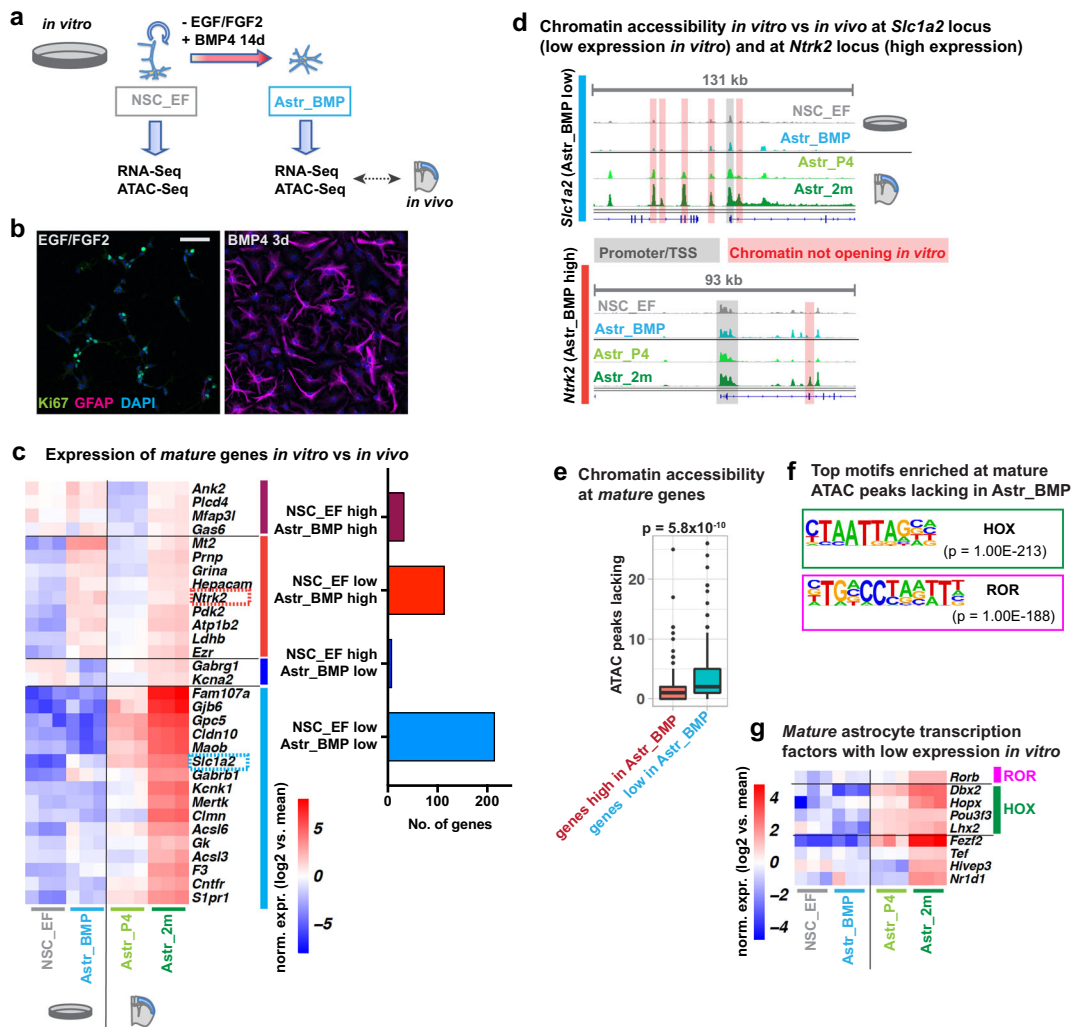 a
in vitro
- EGF/FGF2
+ BMP4 14d
NSC_EF
Astr_BMP
RNA-Seq
ATAC-Seq
RNA-Seq
ATAC-Seq
in vivo
b
EGF/FGF2
BMP4 3d
Ki67 GFAP DAPI
c
Expression of mature genes in vitro vs in vivo
Ank2
Plcd4
Mfap3l
Gas6
Mt2
Prnp
Grina
Hepacam
Ntrk2
Pdk2
Atp1b2
Ldhb
Ezr
Gabrg1
Kcna2
Fam107a
Gjb6
Gpc5
Cldn10
Maob
Slc1a2
Gabrb1
Kcnk1
Mertk
Clmn
Acsl6
Gk
Acsl3
F3
Cntfr
S1pr1
NSC_EF
Astr_BMP
Astr_P4
Astr_2m
NSC_EF high
Astr_BMP high
NSC_EF low
Astr_BMP high
NSC_EF high
Astr_BMP low
NSC_EF low
Astr_BMP low
0
100
200
No. of genes
norm. expr. (log2 vs. mean)
5
0
−5
d
Chromatin accessibility in vitro vs in vivo at Slc1a2 locus
(low expression in vitro) and at Ntrk2 locus (high expression)
Slc1a2 (Astr_BMP low)
131 kb
NSC_EF
Astr_BMP
Astr_P4
Astr_2m
Promoter/TSS
Chromatin not opening in vitro
Ntrk2 (Astr_BMP high)
93 kb
NSC_EF
Astr_BMP
Astr_P4
Astr_2m
e
Chromatin accessibility
at mature genes
p = 5.8x10-10
ATAC peaks lacking
20
10
0
genes high in Astr_BMP
genes low in Astr_BMP
f
Top motifs enriched at mature
ATAC peaks lacking in Astr_BMP
CTAATTAG
HOX
(p = 1.00E-213)
TGACCTAATT
ROR
(p = 1.00E-188)
g
Mature astrocyte transcription
factors with low expression in vitro
norm. expr. (log2 vs. mean)
4
2
0
−2
−4
Rorb
Dbx2
Hopx
Pou3f3
Lhx2
Fezf2
Tef
Hivep3
Nr1d1
ROR
HOX
NSC_EF
Astr_BMP
Astr_P4
Astr_2m